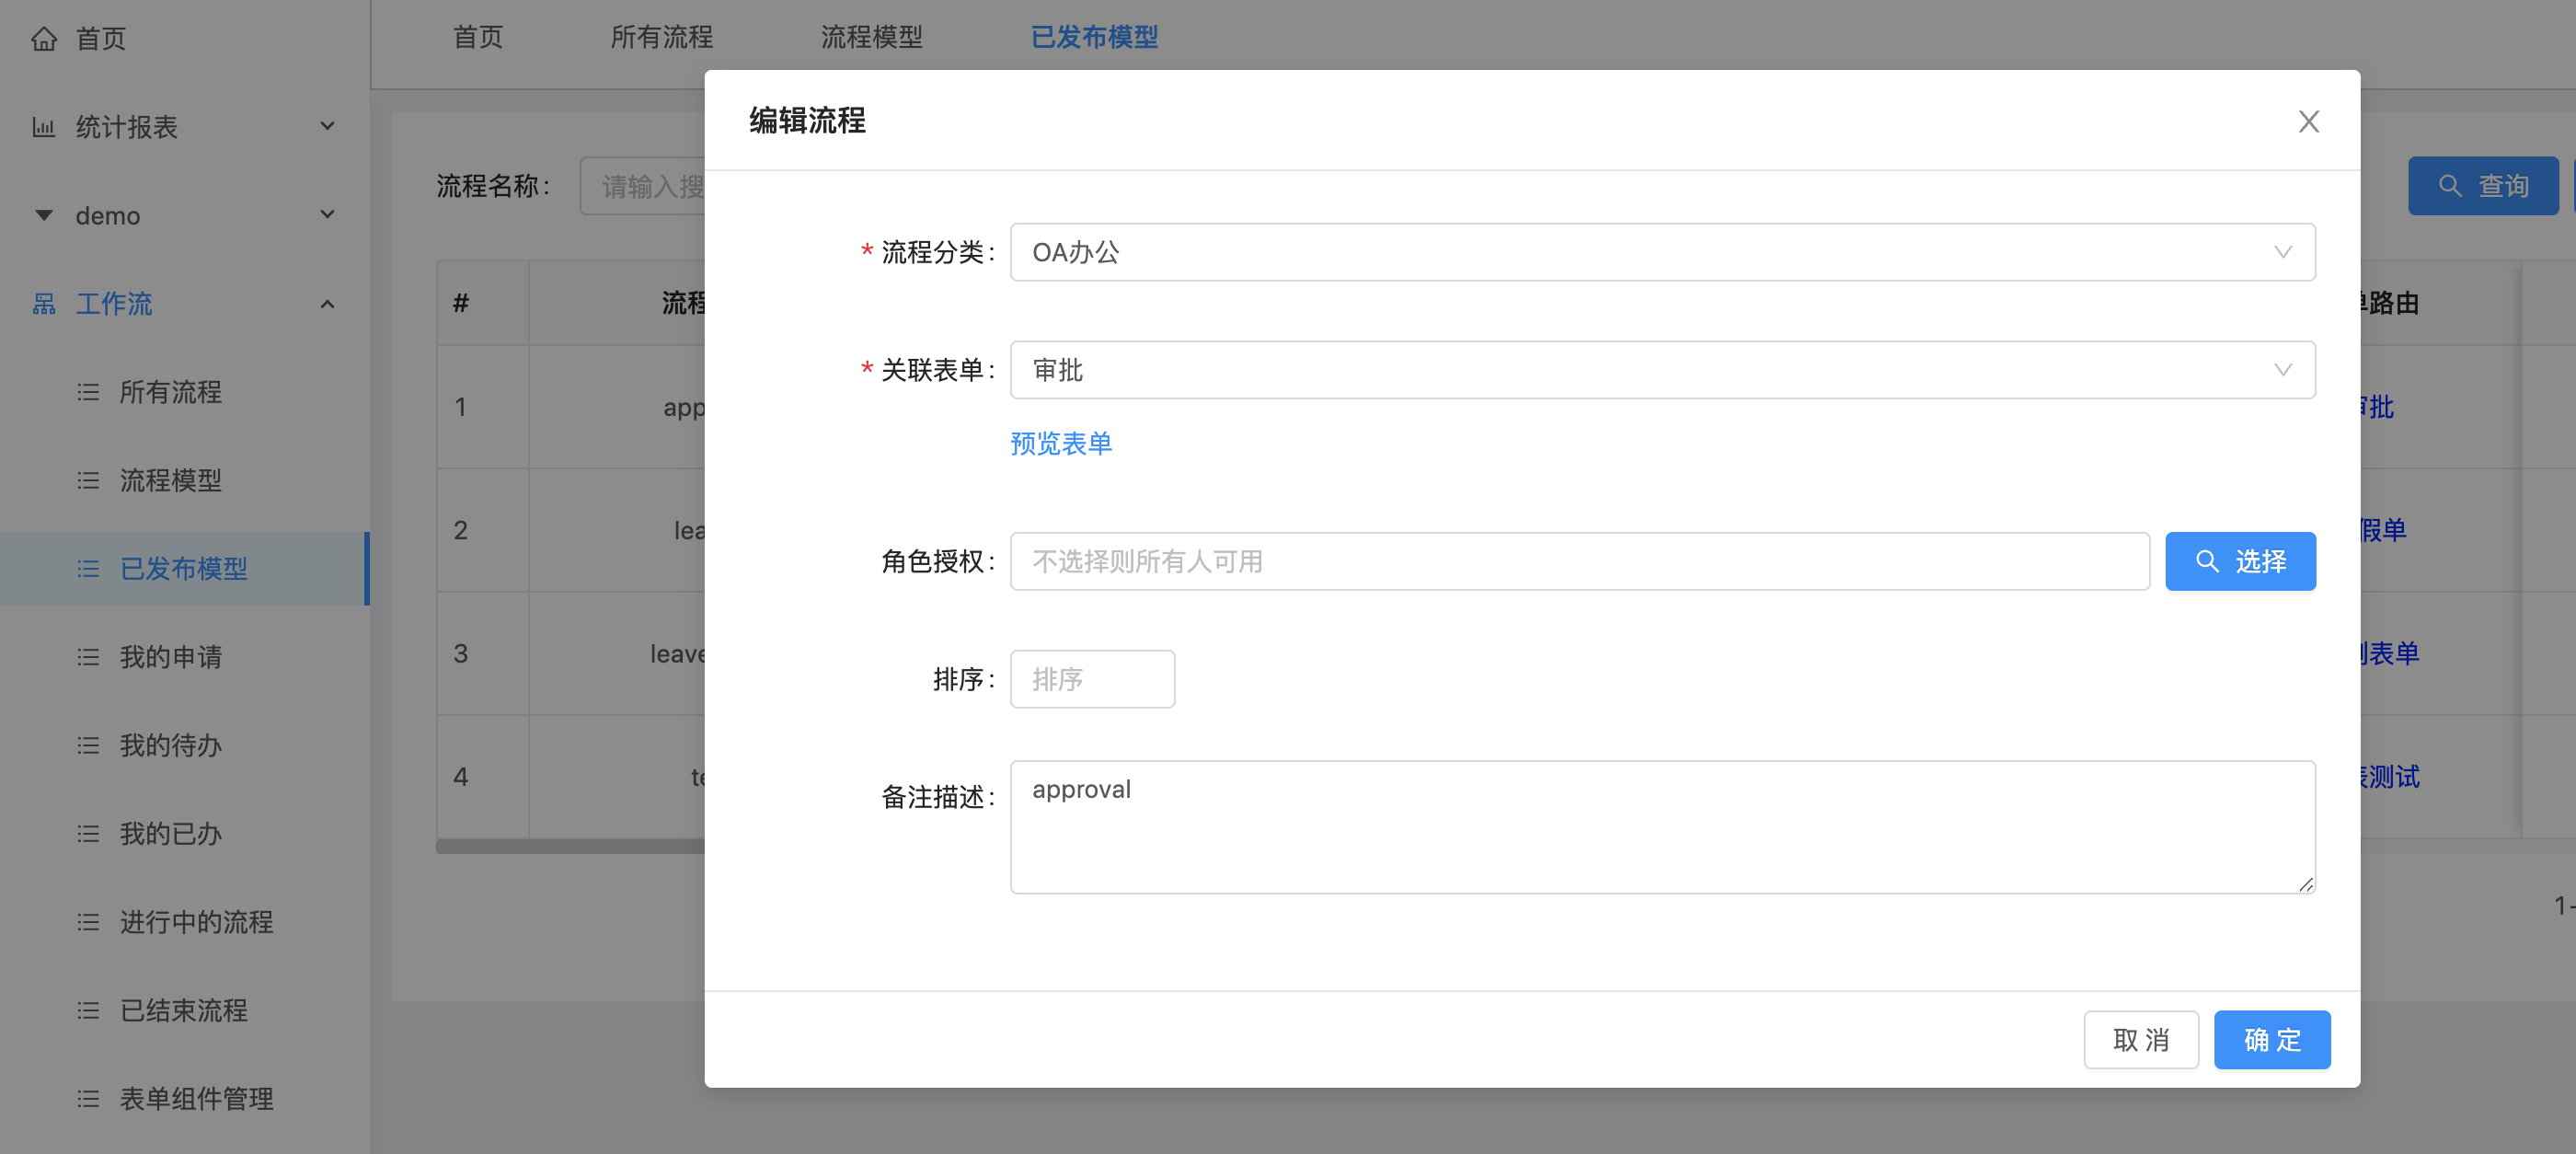 首页
统计报表
demo
工作流
所有流程
流程模型
已发布模型
我的申请
我的待办
我的已办
进行中的流程
已结束流程
表单组件管理
首页 所有流程 流程模型 已发布模型
流程名称: 请输入搜
查询
# 流程 路由
1 app 批
2 lea 假单
3 leave 表单
4 te 测试
1-
编辑流程
* 流程分类: OA办公
* 关联表单: 审批
预览表单
角色授权: 不选择则所有人可用 选择
排序: 排序
备注描述: approval
取 消 确 定